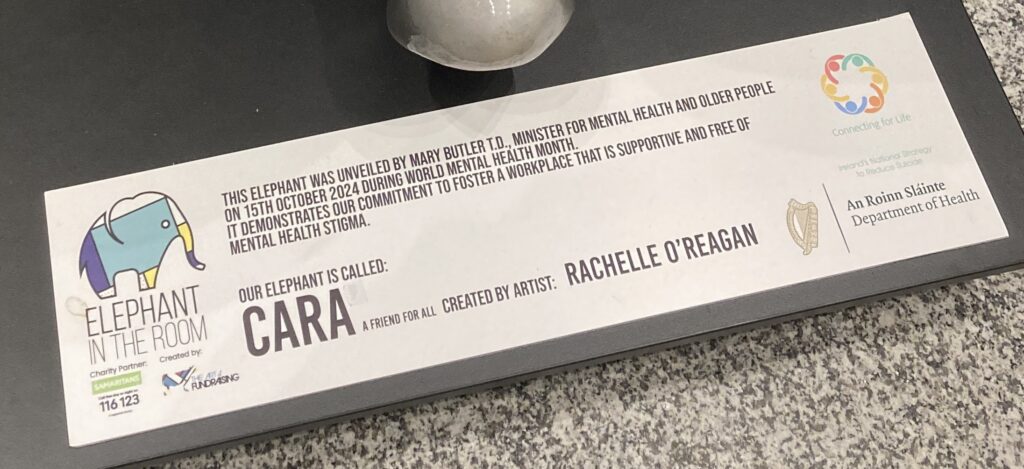 THIS ELEPHANT WAS UNVEILED BY MARY BUTLER T.D., MINISTER FOR MENTAL HEALTH AND OLDER PEOPLE
ON 15TH OCTOBER 2024 DURING WORLD MENTAL HEALTH MONTH.
IT DEMONSTRATES OUR COMMITMENT TO FOSTER A WORKPLACE THAT IS SUPPORTIVE AND FREE OF
MENTAL HEALTH STIGMA.
OUR ELEPHANT IS CALLED:
CARA A FRIEND FOR ALL CREATED BY ARTIST: RACHELLE O'REAGAN
ELEPHANT
IN THE ROOM
Charity Partner:
SAMARITANS
116 123
Created by:
FUNDRAISING
Connecting for Life
Ireland's National Strategy
to Reduce Suicide
An Roinn Sláinte
Department of Health